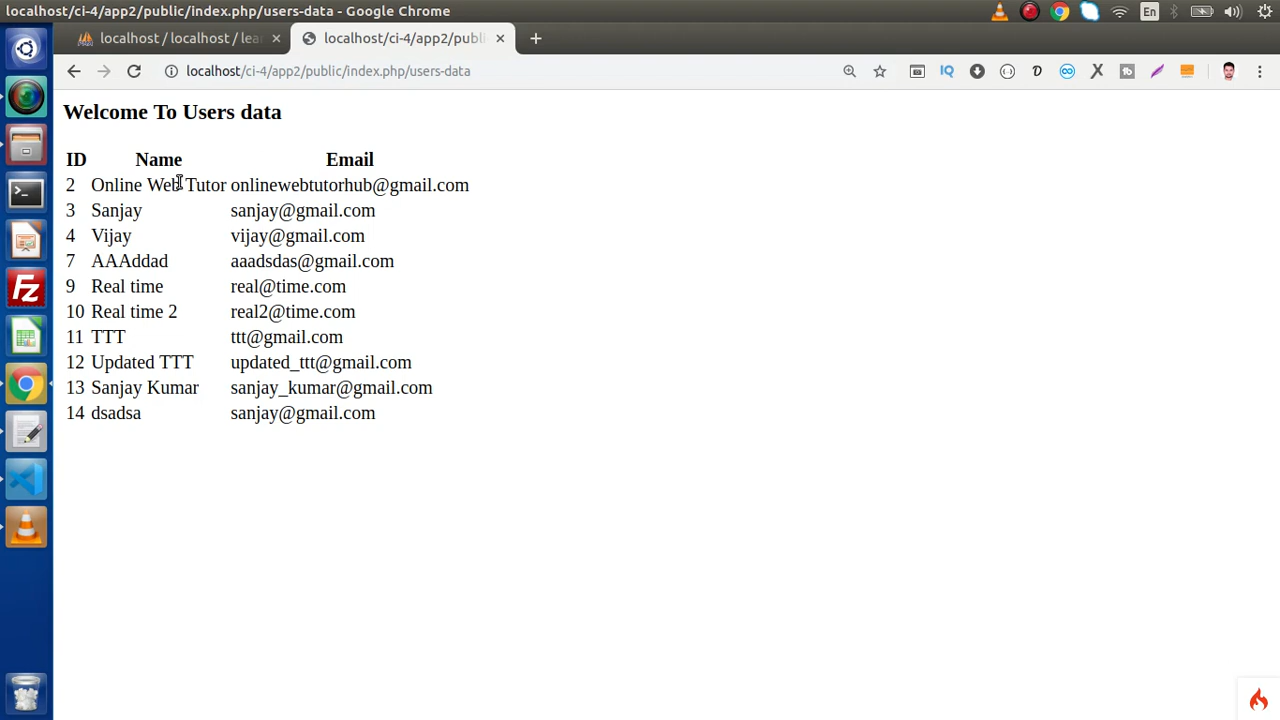 localhost/ci-4/app2/public/index.php/users-data - Google Chrome
En
localhost / localhost / lea
localhost/ci-4/app2/publ
localhost/ci-4/app2/public/index.php/users-data
IQ
D
X
Welcome To Users data
ID Name Email
2 Online Web Tutor onlinewebtutorhub@gmail.com
3 Sanjay sanjay@gmail.com
4 Vijay vijay@gmail.com
7 AAAddad aaadsdas@gmail.com
9 Real time real@time.com
10 Real time 2 real2@time.com
11 TTT ttt@gmail.com
12 Updated TTT updated_ttt@gmail.com
13 Sanjay Kumar sanjay_kumar@gmail.com
14 dsadsa sanjay@gmail.com
Fz